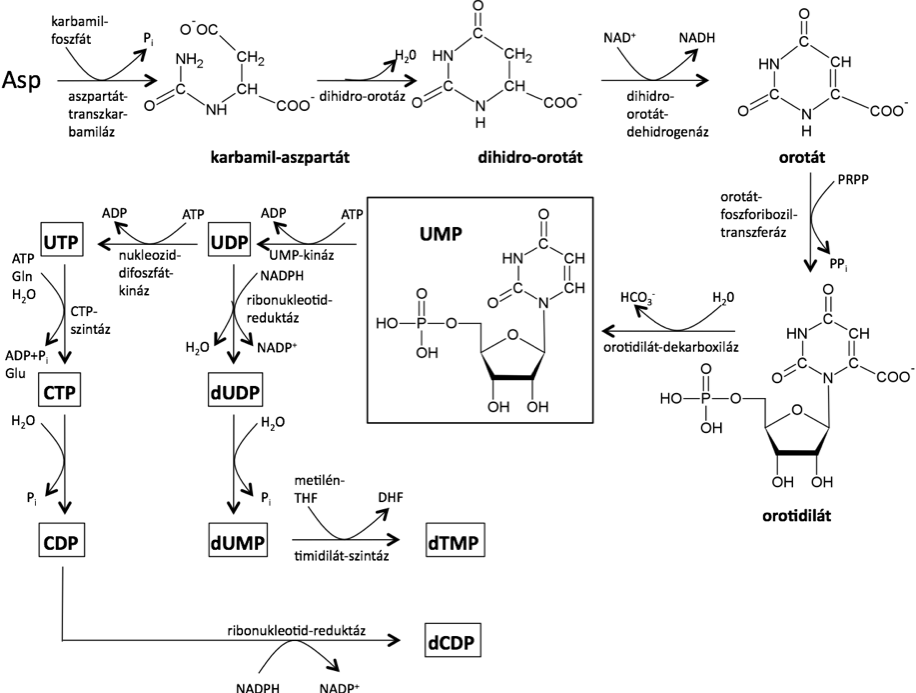 karbamil-
foszfát
Pi
Asp
aszpartát-
transzkar-
bamiláz
O⁻OC
CH2
NH2
C
CH
O
NH
COO⁻
karbamil-aszpartát
H20
dihidro-orotáz
O
C
HN
CH2
C
CH
O
N
H
COO⁻
dihidro-orotát
NAD⁺
NADH
dihidro-
orotát-
dehidrogenáz
O
C
HN
CH
C
C
O
N
H
COO⁻
orotát
orotát-
foszforibozil-
transzferáz
PRPP
PPi
O
C
HN
CH
C
C
O
N
COO⁻
O
HO
P
O
OH
O
OH
OH
orotidilát
HCO3⁻
H20
orotidilát-dekarboxiláz
UMP
O
C
HN
CH
C
CH
O
N
O
HO
P
O
OH
O
OH
OH
ADP
ATP
UMP-kináz
UDP
ADP
ATP
nukleozid-
difoszfát-
kináz
UTP
ATP
Gln
H2O
CTP-
szintáz
ADP+Pi
Glu
CTP
H2O
Pi
CDP
NADPH
ribonukleotid-
reduktáz
H2O
NADP⁺
dUDP
H2O
Pi
dUMP
metilén-
THF
DHF
timidilát-szintáz
dTMP
ribonukleotid-reduktáz
dCDP
NADPH
NADP⁺